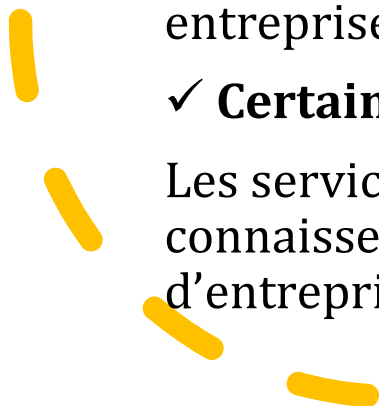 entreprise
✓ Certain
Les servic
connaisse
d’entrepri